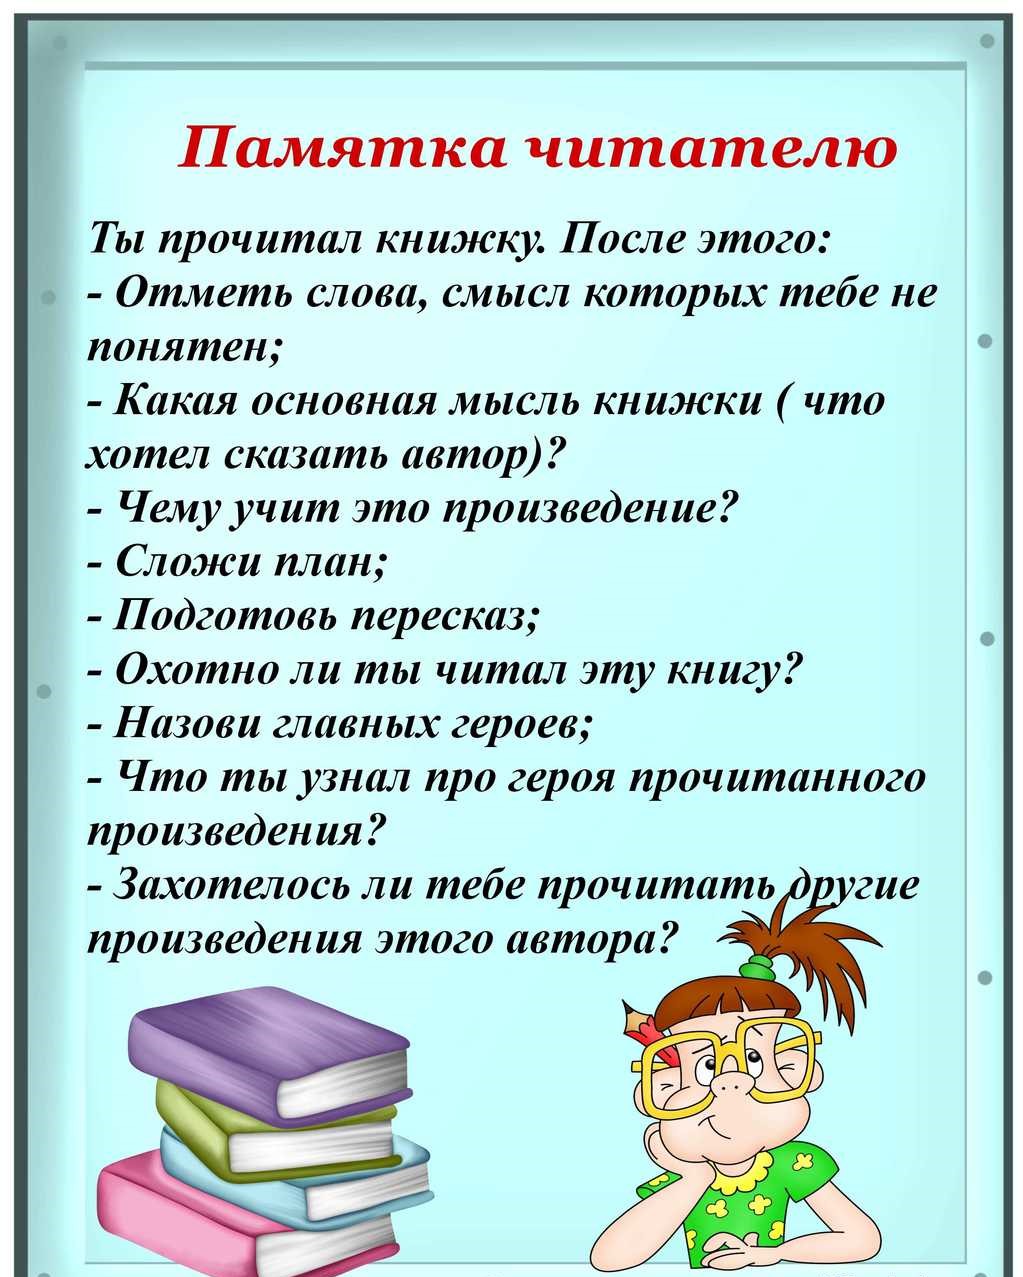 Памятка читателю
Ты прочитал книжку. После этого:
- Отметь слова, смысл которых тебе не
понятен;
- Какая основная мысль книжки ( что
хотел сказать автор)?
- Чему учит это произведение?
- Сложи план;
- Подготовь пересказ;
- Охотно ли ты читал эту книгу?
- Назови главных героев;
- Что ты узнал про героя прочитанного
произведения?
- Захотелось ли тебе прочитать другие
произведения этого автора?